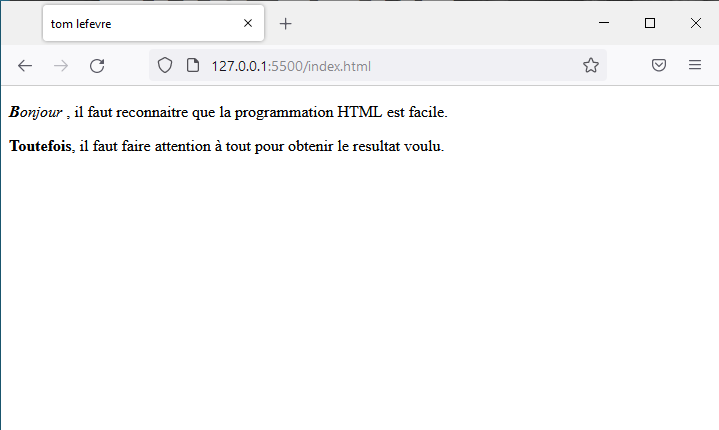 tom lefevre
127.0.0.1:5500/index.html
Bonjour , il faut reconnaitre que la programmation HTML est facile.
Toutefois, il faut faire attention à tout pour obtenir le resultat voulu.